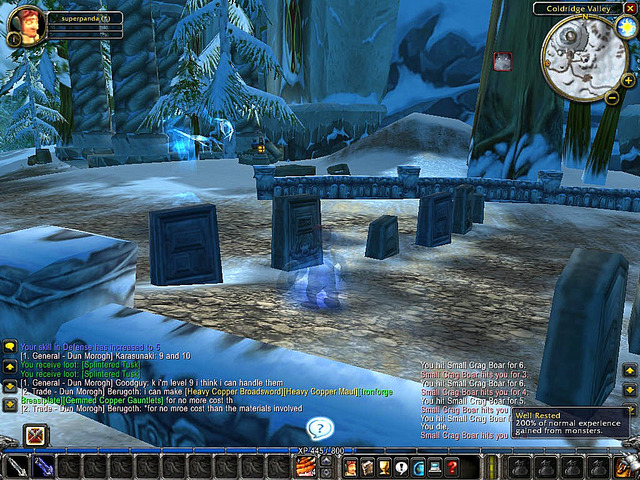 superpanda (5)
Coldridge Valley
N
Your skill in Defense has increased to 5
[1. General - Dun Morogh] Karasunaki: 9 and 10
You receive loot: [Splintered Tusk]
You receive loot: [Splintered Tusk]
[1. General - Dun Morogh] Goodguy: k i'm level 9 i think i can handle them
[2. Trade - Dun Morogh] Berugoth: i can make [Heavy Copper Broadsword][Heavy Copper Maul][Ironforge
Breastplate][Gemmed Copper Gauntlets] for no more cost th
[2. Trade - Dun Morogh] Berugoth: *for no mroe cost than the materials involved
You hit Small Crag Boar for 6.
Small Crag Boar hits you for 3.
You hit Small Crag Boar for 6.
Small Crag Boar hits you for 4.
You hit Small Crag Boar for 5.
Small Crag Boar hits you
You hit Small Crag Boar
You die.
Small Crag Boar hits you
Well Rested
200% of normal experience
gained from monsters.
XP 445 / 800